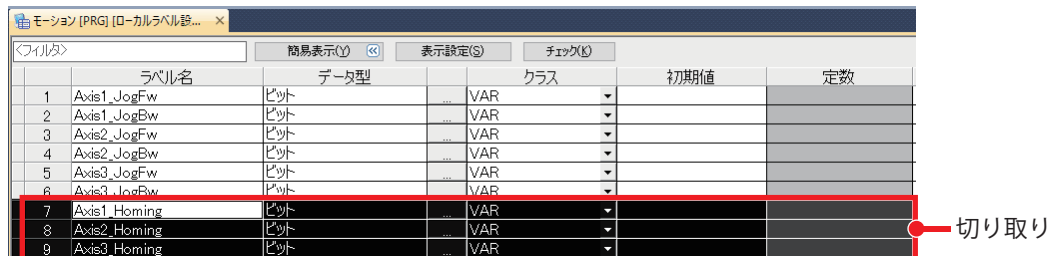 モーション [PRG] [ローカルラベル設... ×
<フィルタ> 簡易表示(Y) 表示設定(S) チェック(K)
ラベル名 データ型 クラス 初期値 定数
1 Axis1_JogFw ビット ... VAR
2 Axis1_JogBw ビット ... VAR
3 Axis2_JogFw ビット ... VAR
4 Axis2_JogBw ビット ... VAR
5 Axis3_JogFw ビット ... VAR
6 Axis3_JogBw ビット ... VAR
7 Axis1_Homing ビット ... VAR
8 Axis2_Homing ビット ... VAR
9 Axis3_Homing ビット ... VAR
切り取り